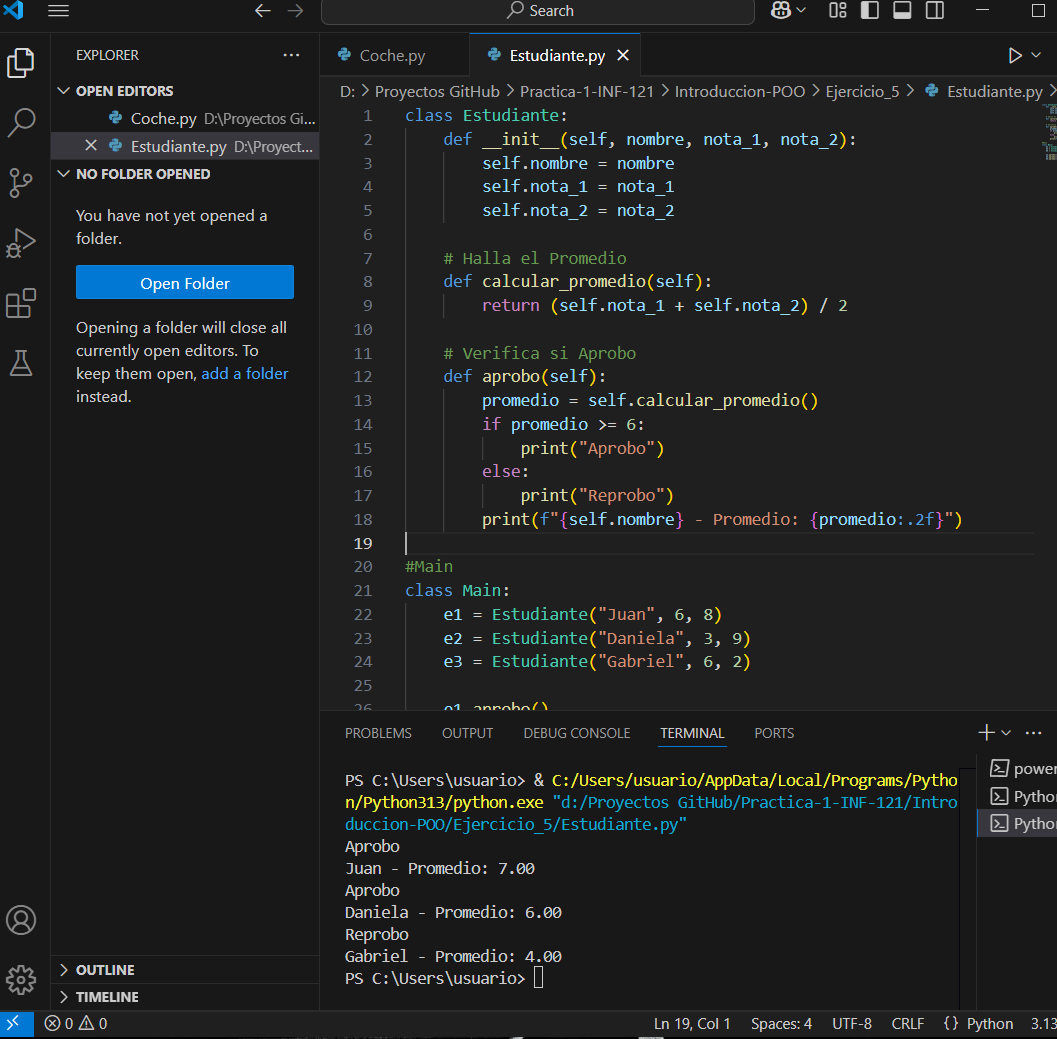 Search
EXPLORER
OPEN EDITORS
Coche.py D:\Proyectos Gi...
Estudiante.py D:\Proyect...
NO FOLDER OPENED
You have not yet opened a
folder.
Open Folder
Opening a folder will close all
currently open editors. To
keep them open, add a folder
instead.
OUTLINE
TIMELINE
Coche.py
Estudiante.py
D: > Proyectos GitHub > Practica-1-INF-121 > Introduccion-POO > Ejercicio_5 > Estudiante.py >
1 class Estudiante:
2     def __init__(self, nombre, nota_1, nota_2):
3         self.nombre = nombre
4         self.nota_1 = nota_1
5         self.nota_2 = nota_2
6
7     # Halla el Promedio
8     def calcular_promedio(self):
9         return (self.nota_1 + self.nota_2) / 2
10
11     # Verifica si Aprobo
12     def aprobo(self):
13         promedio = self.calcular_promedio()
14         if promedio >= 6:
15             print("Aprobo")
16         else:
17             print("Reprobo")
18         print(f"{self.nombre} - Promedio: {promedio:.2f}")
19
20 #Main
21 class Main:
22     e1 = Estudiante("Juan", 6, 8)
23     e2 = Estudiante("Daniela", 3, 9)
24     e3 = Estudiante("Gabriel", 6, 2)
25
26     e1.aprobo()
PROBLEMS OUTPUT DEBUG CONSOLE TERMINAL PORTS
PS C:\Users\usuario> & C:/Users/usuario/AppData/Local/Programs/Pytho
n/Python313/python.exe "d:/Proyectos GitHub/Practica-1-INF-121/Intro
duccion-POO/Ejercicio_5/Estudiante.py"
Aprobo
Juan - Promedio: 7.00
Aprobo
Daniela - Promedio: 6.00
Reprobo
Gabriel - Promedio: 4.00
PS C:\Users\usuario>
power
Pytho
Pytho
0 0 Ln 19, Col 1 Spaces: 4 UTF-8 CRLF {} Python 3.13